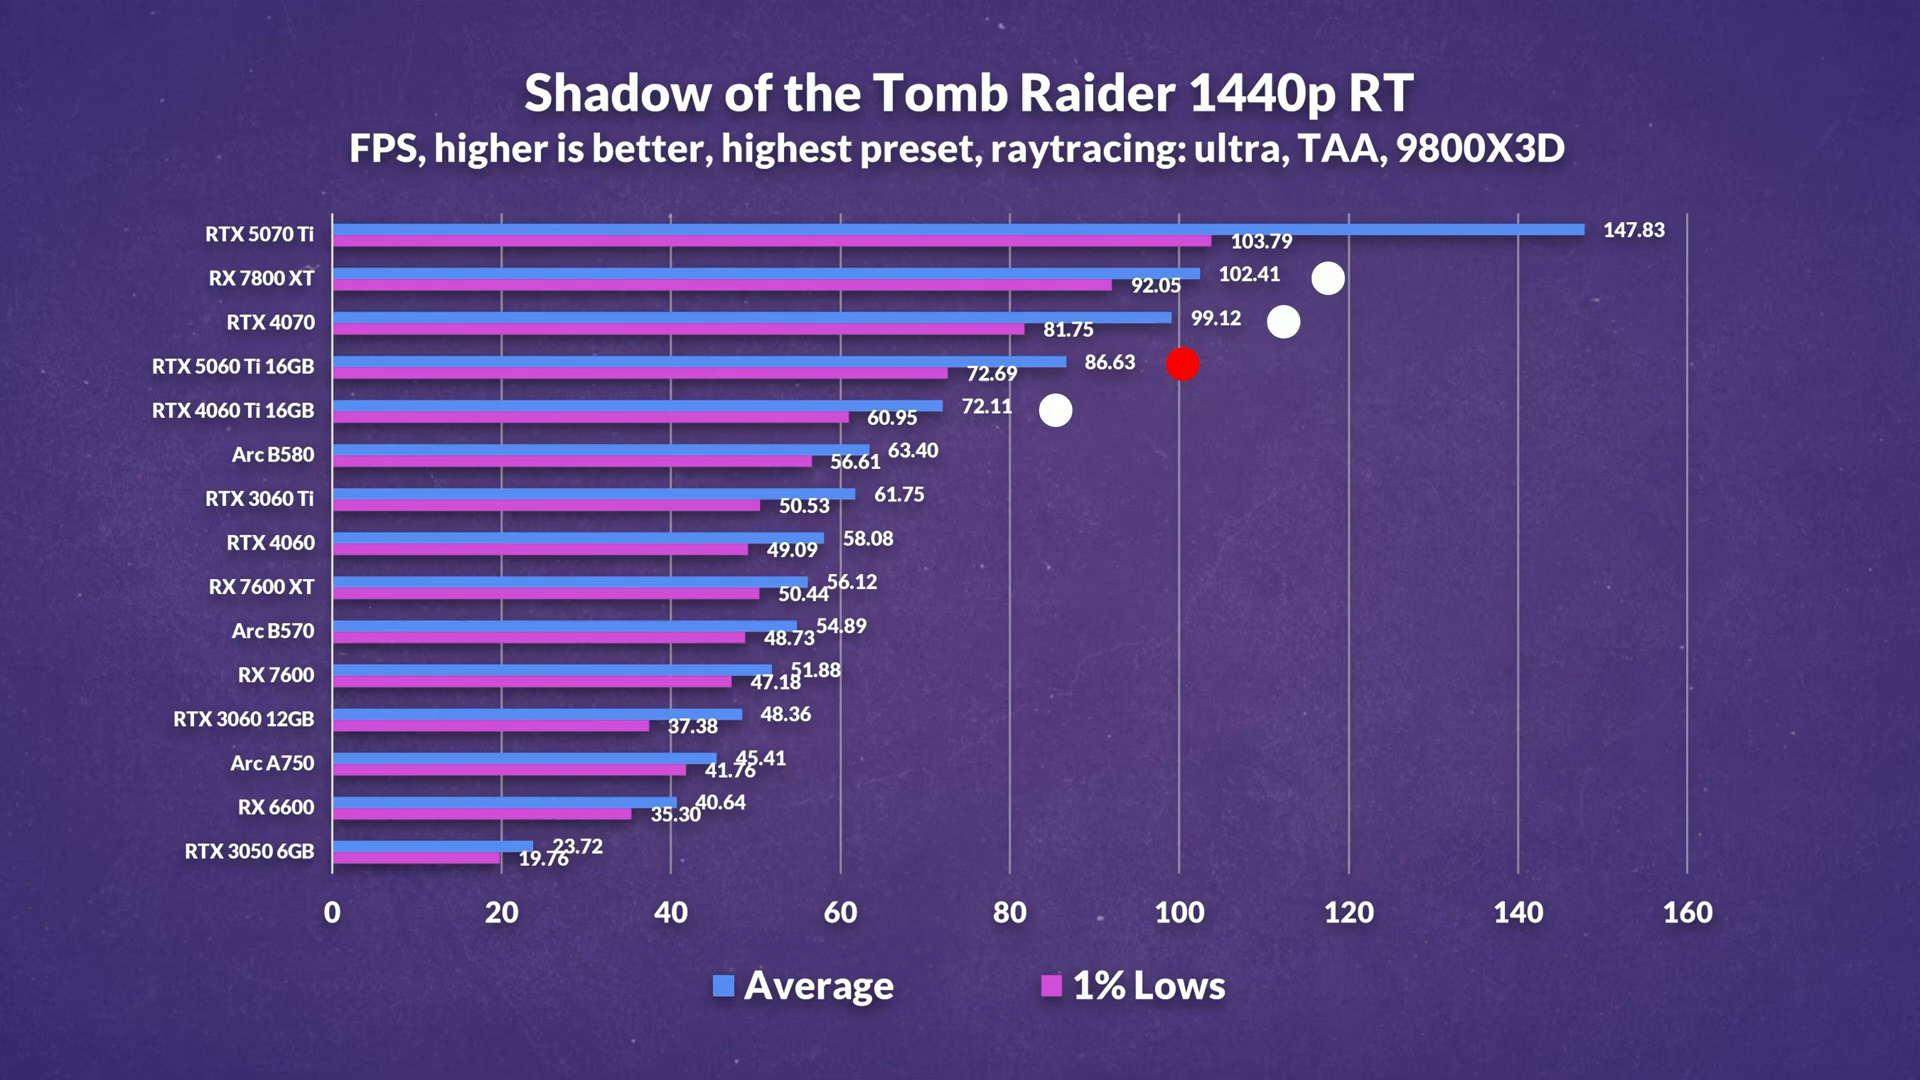 Shadow of the Tomb Raider 1440p RT
FPS, higher is better, highest preset, raytracing: ultra, TAA, 9800X3D
RTX 5070 Ti 147.83
103.79
RX 7800 XT 102.41
92.05
RTX 4070 99.12
81.75
RTX 5060 Ti 16GB 86.63
72.69
RTX 4060 Ti 16GB 72.11
60.95
Arc B580 63.40
56.61
RTX 3060 Ti 61.75
50.53
RTX 4060 58.08
49.09
RX 7600 XT 56.12
50.44
Arc B570 54.89
48.73
RX 7600 51.88
47.18
RTX 3060 12GB 48.36
37.38
Arc A750 45.41
41.76
RX 6600 40.64
35.30
RTX 3050 6GB 23.72
19.76
0 20 40 60 80 100 120 140 160
Average 1% Lows